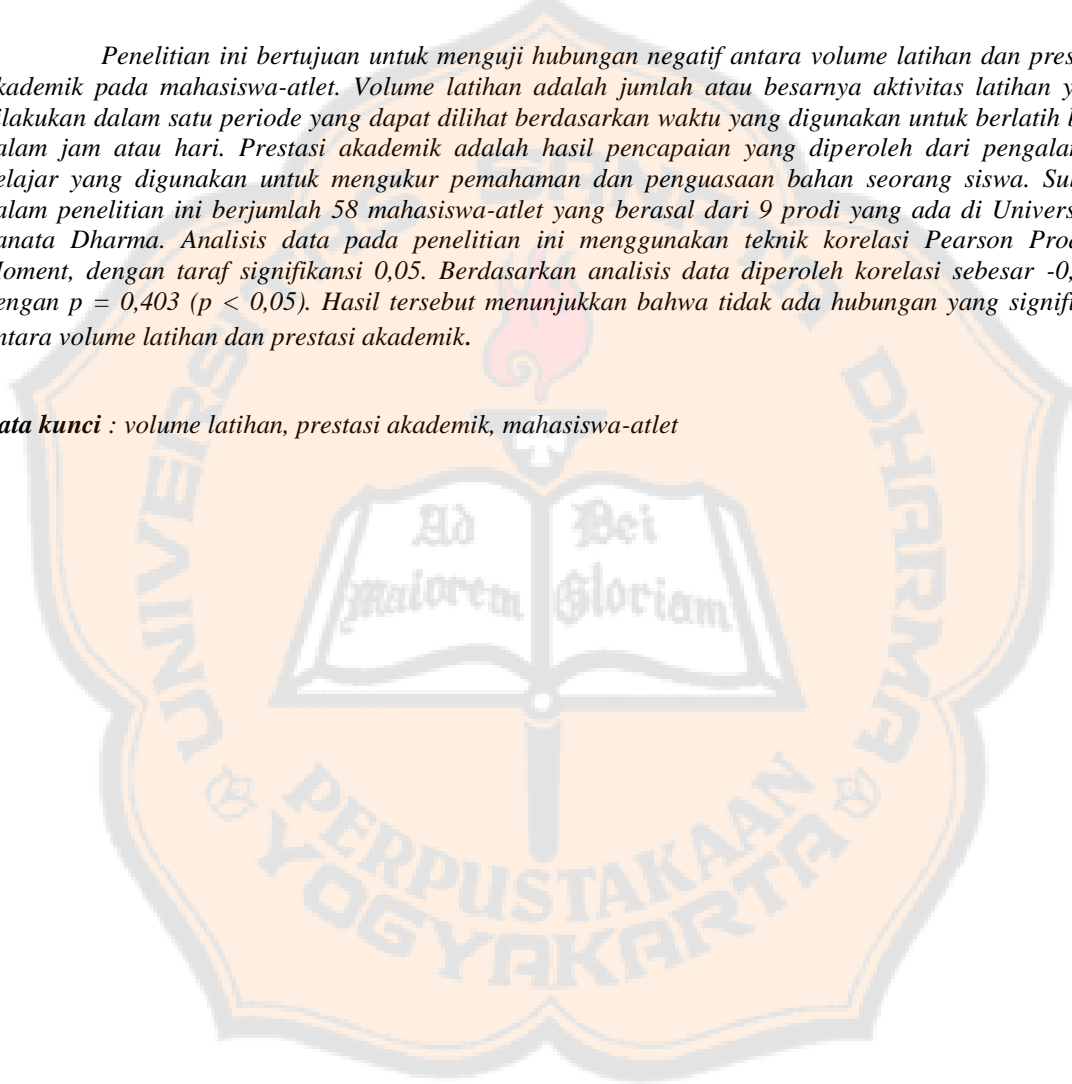 Penelitian ini bertujuan untuk menguji hubungan negatif antara volume latihan dan pres
kademik pada mahasiswa-atlet. Volume latihan adalah jumlah atau besarnya aktivitas latihan y
ilakukan dalam satu periode yang dapat dilihat berdasarkan waktu yang digunakan untuk berlatih b
alam jam atau hari. Prestasi akademik adalah hasil pencapaian yang diperoleh dari pengalam
elajar yang digunakan untuk mengukur pemahaman dan penguasaan bahan seorang siswa. Sub
alam penelitian ini berjumlah 58 mahasiswa-atlet yang berasal dari 9 prodi yang ada di Univers
anata Dharma. Analisis data pada penelitian ini menggunakan teknik korelasi Pearson Prod
Moment, dengan taraf signifikansi 0,05. Berdasarkan analisis data diperoleh korelasi sebesar -0,
engan p = 0,403 (p < 0,05). Hasil tersebut menunjukkan bahwa tidak ada hubungan yang signifi
ntara volume latihan dan prestasi akademik.
ata kunci : volume latihan, prestasi akademik, mahasiswa-atlet
UNIVERSITAS SANATA DHARMA
Ad Dei
Maiorem Gloriam
PERPUSTAKAAN
YOGYAKARTA